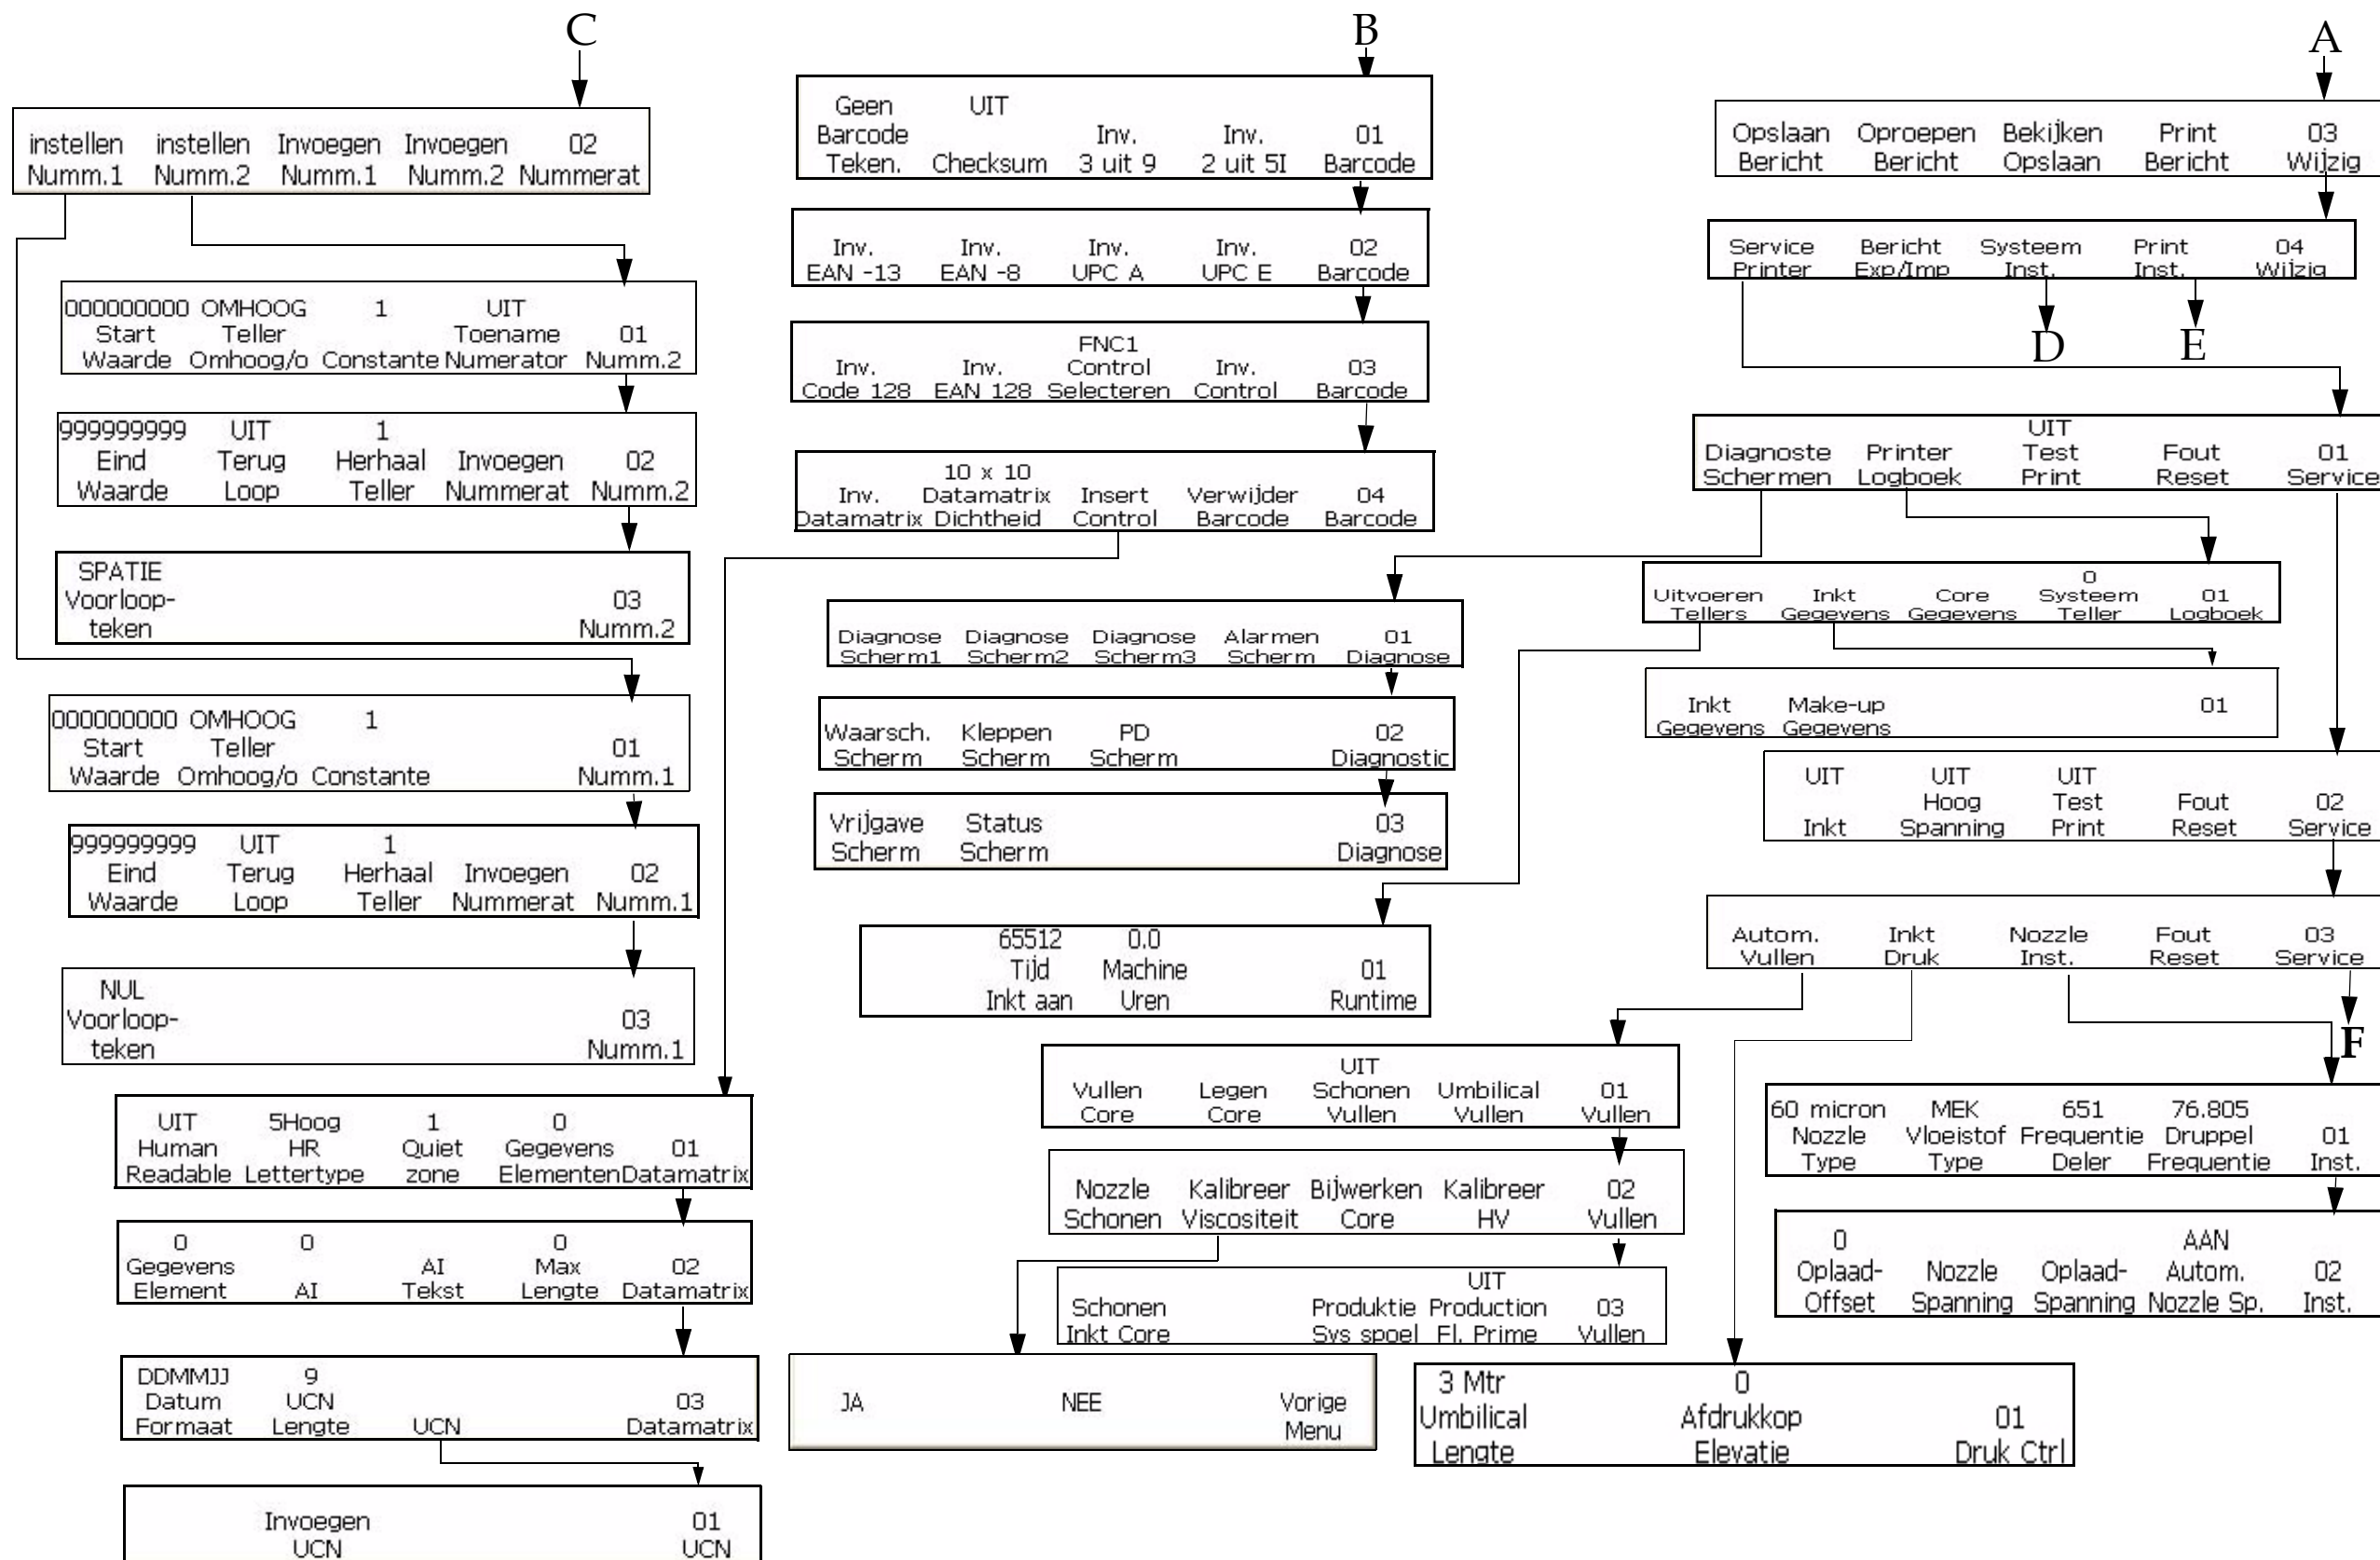 C
instellen instellen Invoegen Invoegen 02
Numm.1 Numm.2 Numm.1 Numm.2 Nummerat
000000000 OMHOOG 1 UIT
Start Teller Toename 01
Waarde Omhoog/o Constante Numerator Numm.2
999999999 UIT 1
Eind Terug Herhaal Invoegen 02
Waarde Loop Teller Nummerat Numm.2
SPATIE
Voorloop- 03
teken Numm.2
000000000 OMHOOG 1
Start Teller 01
Waarde Omhoog/o Constante Numm.1
999999999 UIT 1
Eind Terug Herhaal Invoegen 02
Waarde Loop Teller Nummerat Numm.1
NUL
Voorloop- 03
teken Numm.1
UIT 5Hoog 1 0
Human HR Quiet Gegevens 01
Readable Lettertype zone Elementen Datamatrix
0 0 0
Gegevens AI Max 02
Element AI Tekst Lengte Datamatrix
DDMMJJ 9
Datum UCN 03
Formaat Lengte UCN Datamatrix
Invoegen 01
UCN UCN
B
Geen UIT
Barcode Inv. Inv. 01
Teken. Checksum 3 uit 9 2 uit 5I Barcode
Inv. Inv. Inv. Inv. 02
EAN -13 EAN -8 UPC A UPC E Barcode
FNC1
Inv. Inv. Control Inv. 03
Code 128 EAN 128 Selecteren Control Barcode
10 x 10
Inv. Datamatrix Insert Verwijder 04
Datamatrix Dichtheid Control Barcode Barcode
Diagnose Diagnose Diagnose Alarmen 01
Scherm1 Scherm2 Scherm3 Scherm Diagnose
Waarsch. Kleppen PD 02
Scherm Scherm Scherm Diagnostic
Vrijgave Status 03
Scherm Scherm Diagnose
65512 0.0
Tijd Machine 01
Inkt aan Uren Runtime
UIT
Vullen Legen Schonen Umbilical 01
Core Core Vullen Vullen Vullen
Nozzle Kalibreer Bijwerken Kalibreer 02
Schonen Viscositeit Core HV Vullen
UIT
Schonen Produktie Production 03
Inkt Core Sys spoel Fl. Prime Vullen
JA NEE Vorige
Menu
A
Opslaan Oproepen Bekijken Print 03
Bericht Bericht Opslaan Bericht Wijzig
Service Bericht Systeem Print 04
Printer Exp/Imp Inst. Inst. Wijzig
D E
UIT
Diagnoste Printer Test Fout 01
Schermen Logboek Print Reset Service
0
Uitvoeren Inkt Core Systeem 01
Tellers Gegevens Gegevens Teller Logboek
Inkt Make-up 01
Gegevens Gegevens
UIT UIT UIT
Hoog Test Fout 02
Inkt Spanning Print Reset Service
Autom. Inkt Nozzle Fout 03
Vullen Druk Inst. Reset Service
F
60 micron MEK 651 76.805
Nozzle Vloeistof Frequentie Druppel 01
Type Type Deler Frequentie Inst.
0 AAN
Oplaad- Nozzle Oplaad- Autom. 02
Offset Spanning Spanning Nozzle Sp. Inst.
3 Mtr 0
Umbilical Afdrukkop 01
Lengte Elevatie Druk Ctrl